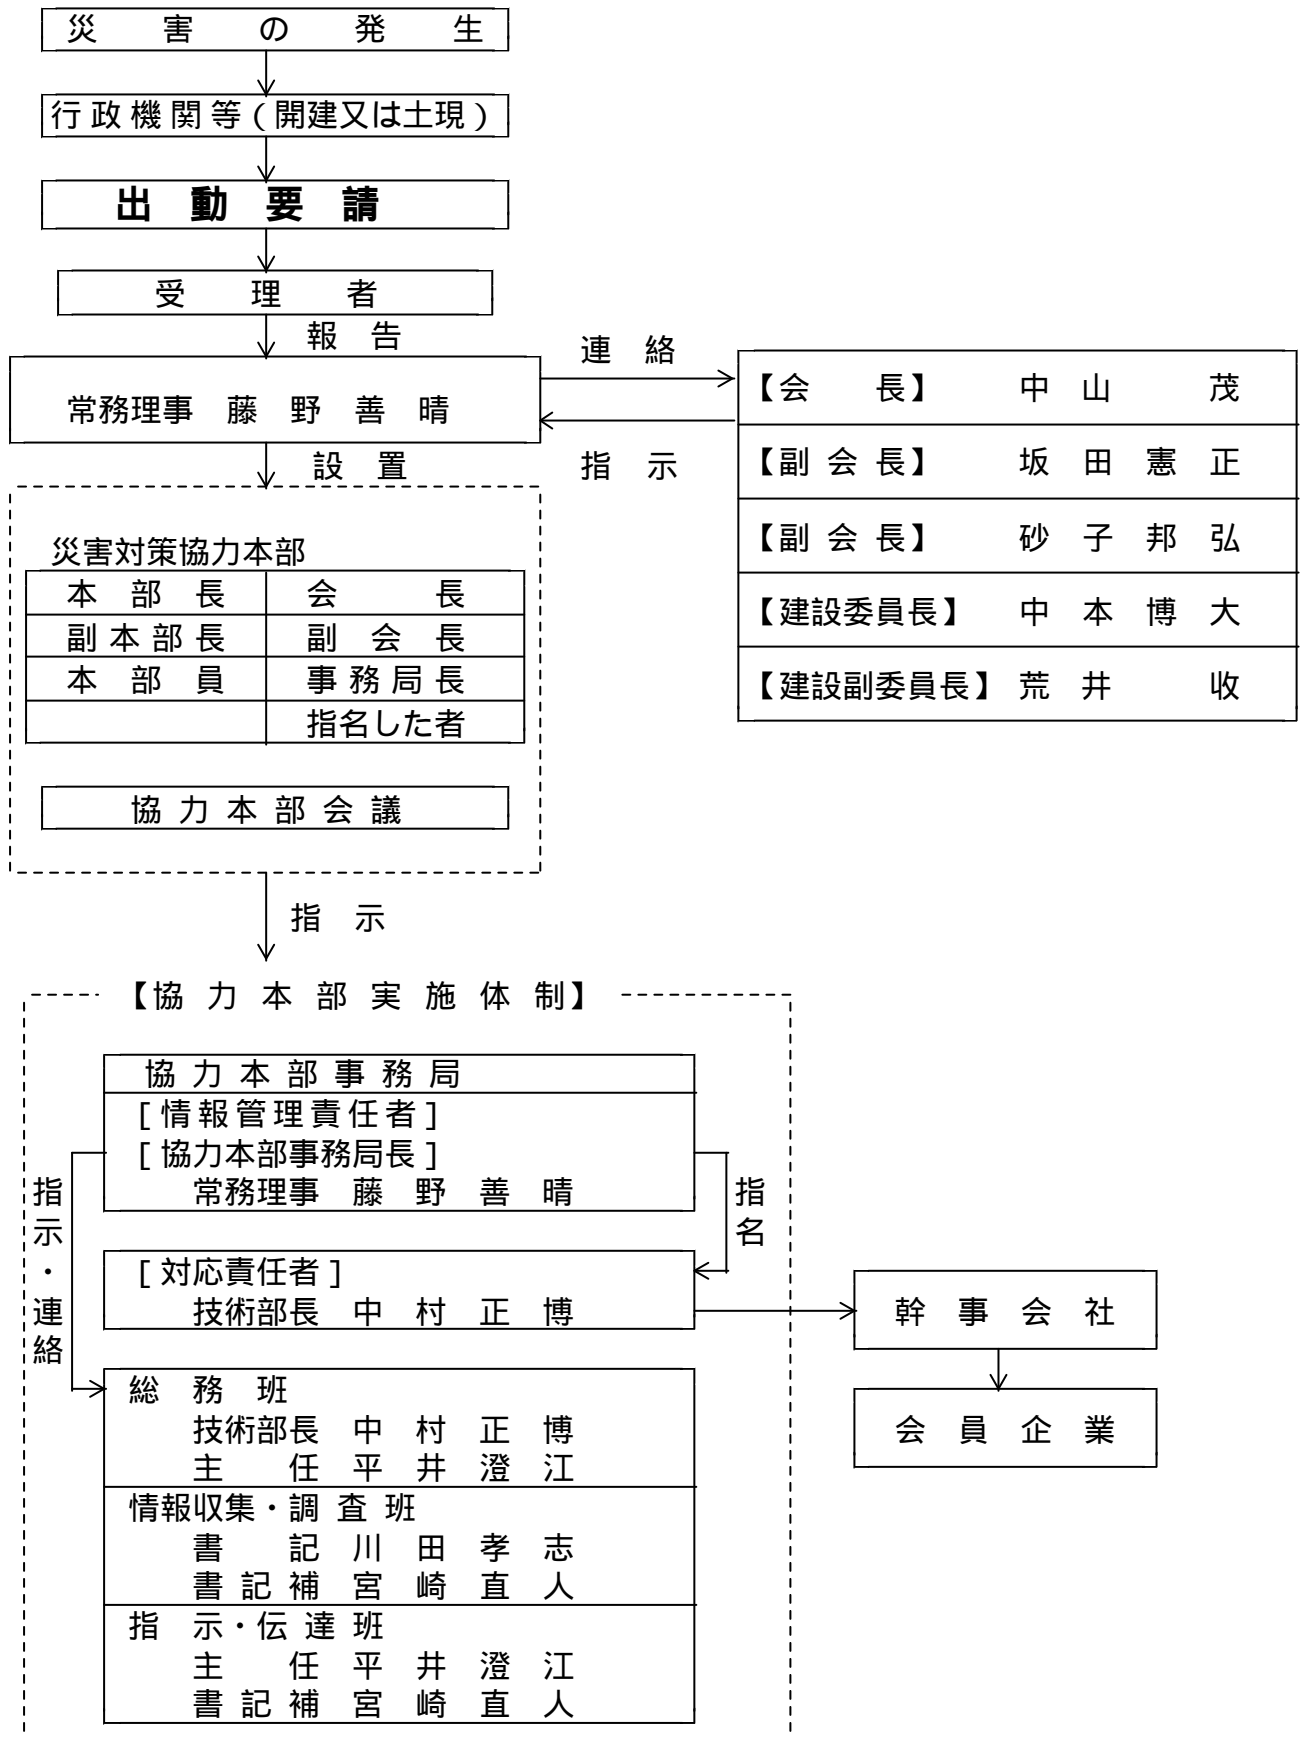 災害の発生
行政機関等(開建又は土現)
出動要請
受理者
報告
常務理事 藤野善晴
連絡
指示
【会長】 中山 茂
【副会長】 坂田憲正
【副会長】 砂子邦弘
【建設委員長】 中本博大
【建設副委員長】 荒井 収
設置
災害対策協力本部
本部長 会長
副本部長 副会長
本部員 事務局長
指名した者
協力本部会議
指示
【協力本部実施体制】
協力本部事務局
[情報管理責任者]
[協力本部事務局長]
常務理事 藤野善晴
指示・連絡
指名
[対応責任者]
技術部長 中村正博
幹事会社
会員企業
総務班
技術部長 中村正博
主任 平井澄江
情報収集・調査班
書記 川田孝志
書記補 宮崎直人
指示・伝達班
主任 平井澄江
書記補 宮崎直人